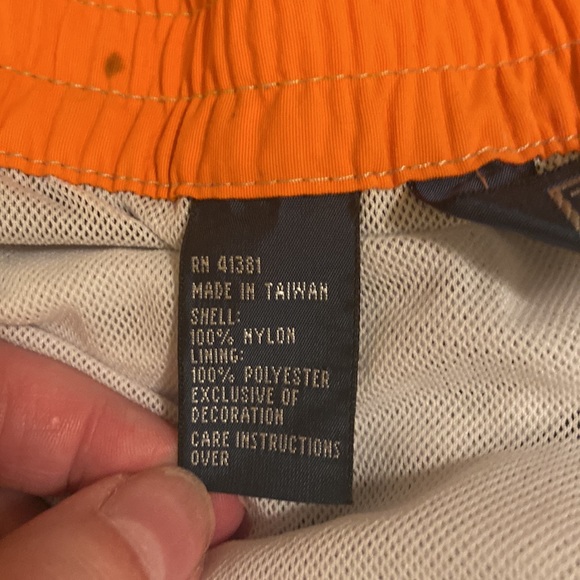 RN 41381
MADE IN TAIWAN
SHELL:
100% NYLON
LINING:
100% POLYESTER
EXCLUSIVE OF
DECORATION
CARE INSTRUCTIONS
OVER